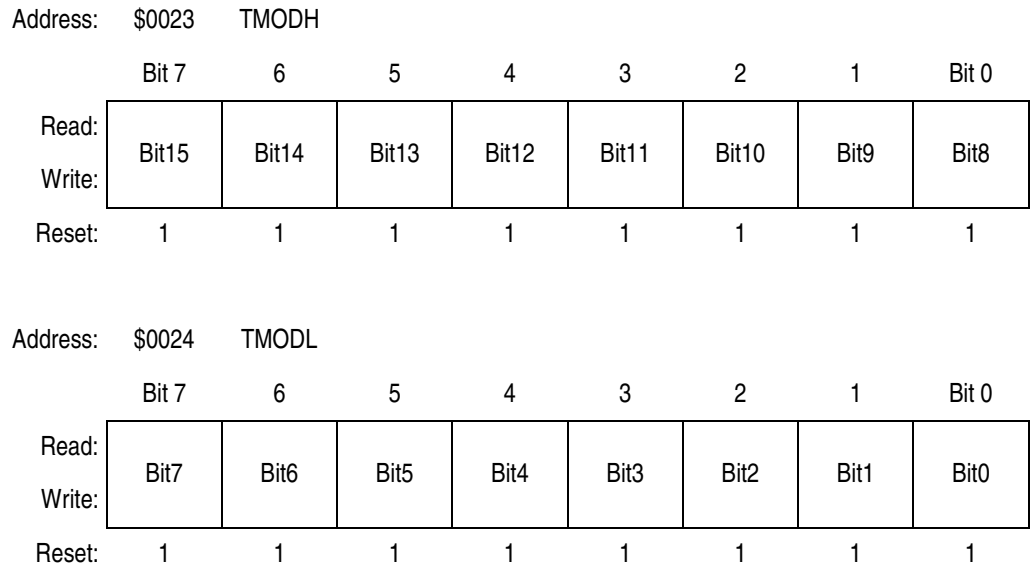 Address: $0023 TMODH
Bit 7 6 5 4 3 2 1 Bit 0
Read:
Bit15 Bit14 Bit13 Bit12 Bit11 Bit10 Bit9 Bit8
Write:
Reset: 1 1 1 1 1 1 1 1
Address: $0024 TMODL
Bit 7 6 5 4 3 2 1 Bit 0
Read:
Bit7 Bit6 Bit5 Bit4 Bit3 Bit2 Bit1 Bit0
Write:
Reset: 1 1 1 1 1 1 1 1